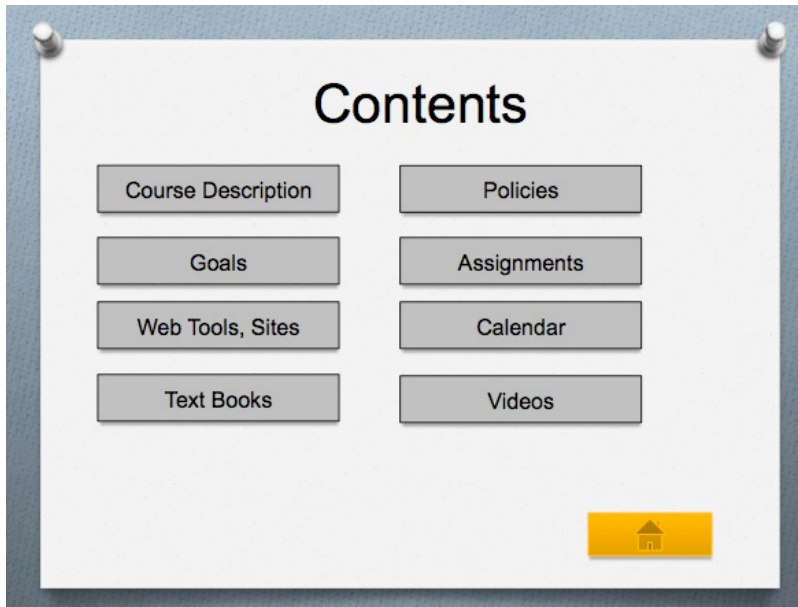 Contents
Course Description
Policies
Goals
Assignments
Web Tools, Sites
Calendar
Text Books
Videos